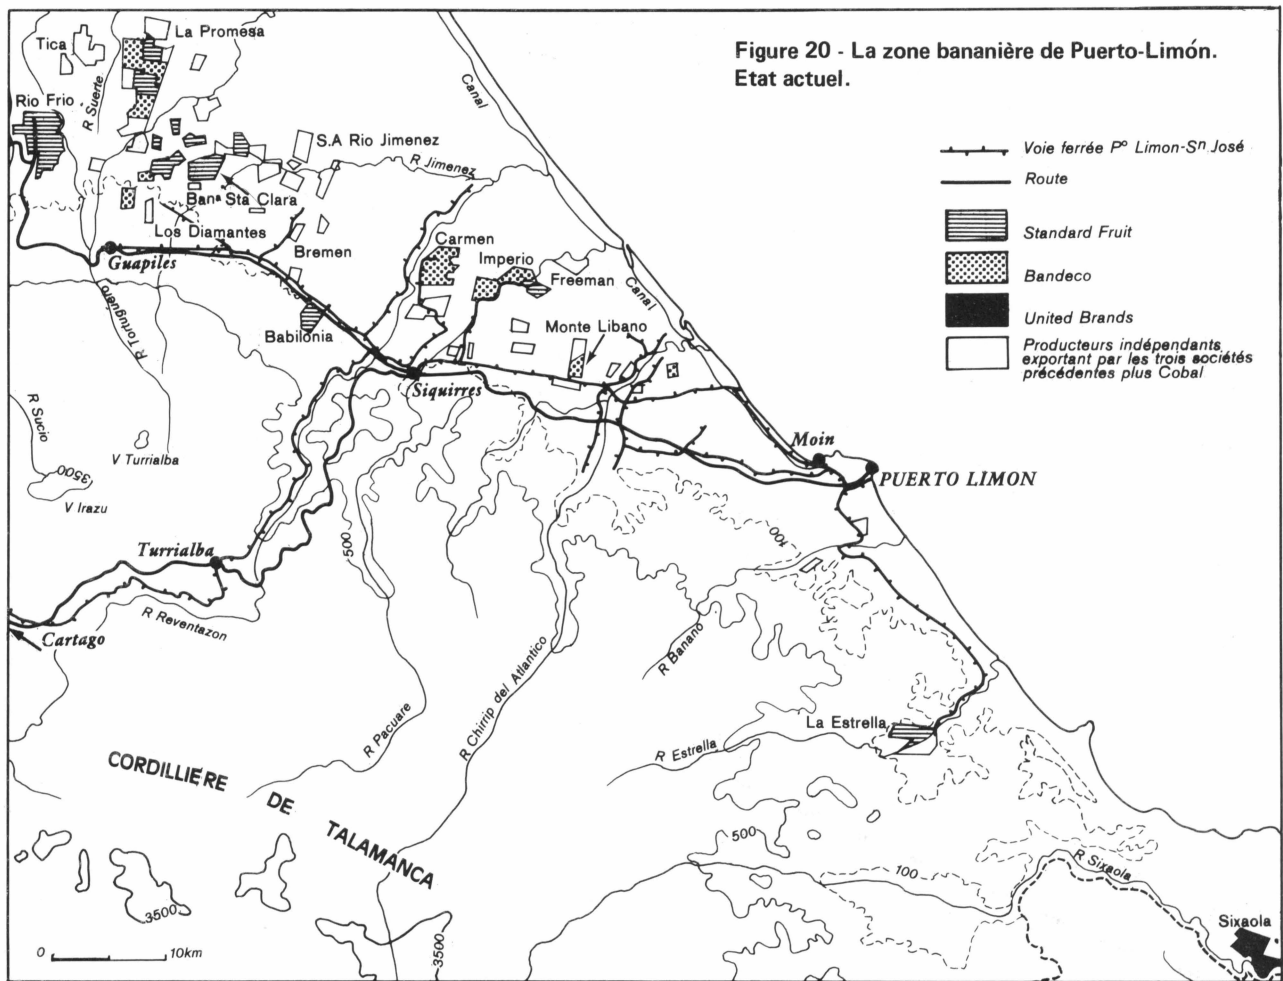 Figure 20 - La zone bananière de Puerto-Limón.
Etat actuel.
Voie ferrée Pº Limon-Sn José
Route
Standard Fruit
Bandeco
United Brands
Producteurs indépendants
exportant par les trois sociétés
précédentes plus Cobal
Tica
La Promesa
Rio Frio
R Suerte
S.A Rio Jimenez
R Jimenez
Canal
Banª Sta Clara
Los Diamantes
Bremen
Guapiles
Carmen
Imperio
Freeman
Canal
R Tortuguero
Babilonia
Monte Libano
Siquirres
R Sucio
V Turrialba
3500
V Irazu
Moin
PUERTO LIMON
Turrialba
500
100
R Reventazon
Cartago
R Banano
R Chirrip del Atlantico
R Pacuare
La Estrella
R Estrella
CORDILLIÈRE
DE
TALAMANCA
500
100
R Sixaola
Sixaola
3500
3500
0
10km